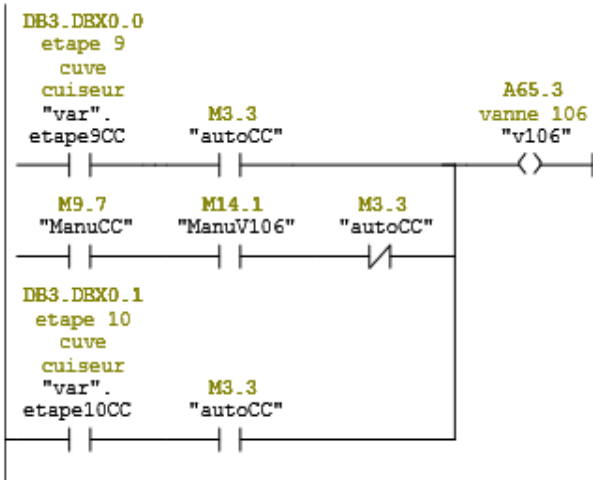 DB3.DBX0.0
etape 9
cuve
cuiseur
"var".
etape9CC
M3.3
"autoCC"
A65.3
vanne 106
"v106"
M9.7
"ManuCC"
M14.1
"ManuV106"
M3.3
"autoCC"
DB3.DBX0.1
etape 10
cuve
cuiseur
"var".
etape10CC
M3.3
"autoCC"